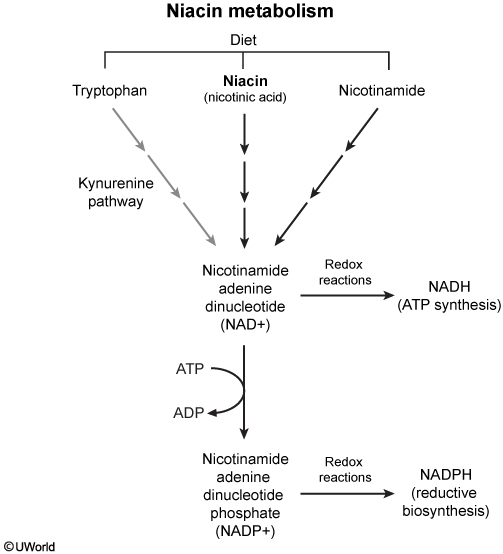 Niacin metabolism
Diet
Tryptophan
Niacin
(nicotinic acid)
Nicotinamide
Kynurenine
pathway
Nicotinamide
adenine
dinucleotide
(NAD+)
Redox
reactions
NADH
(ATP synthesis)
ATP
ADP
Nicotinamide
adenine
dinucleotide
phosphate
(NADP+)
Redox
reactions
NADPH
(reductive
biosynthesis)
©UWorld